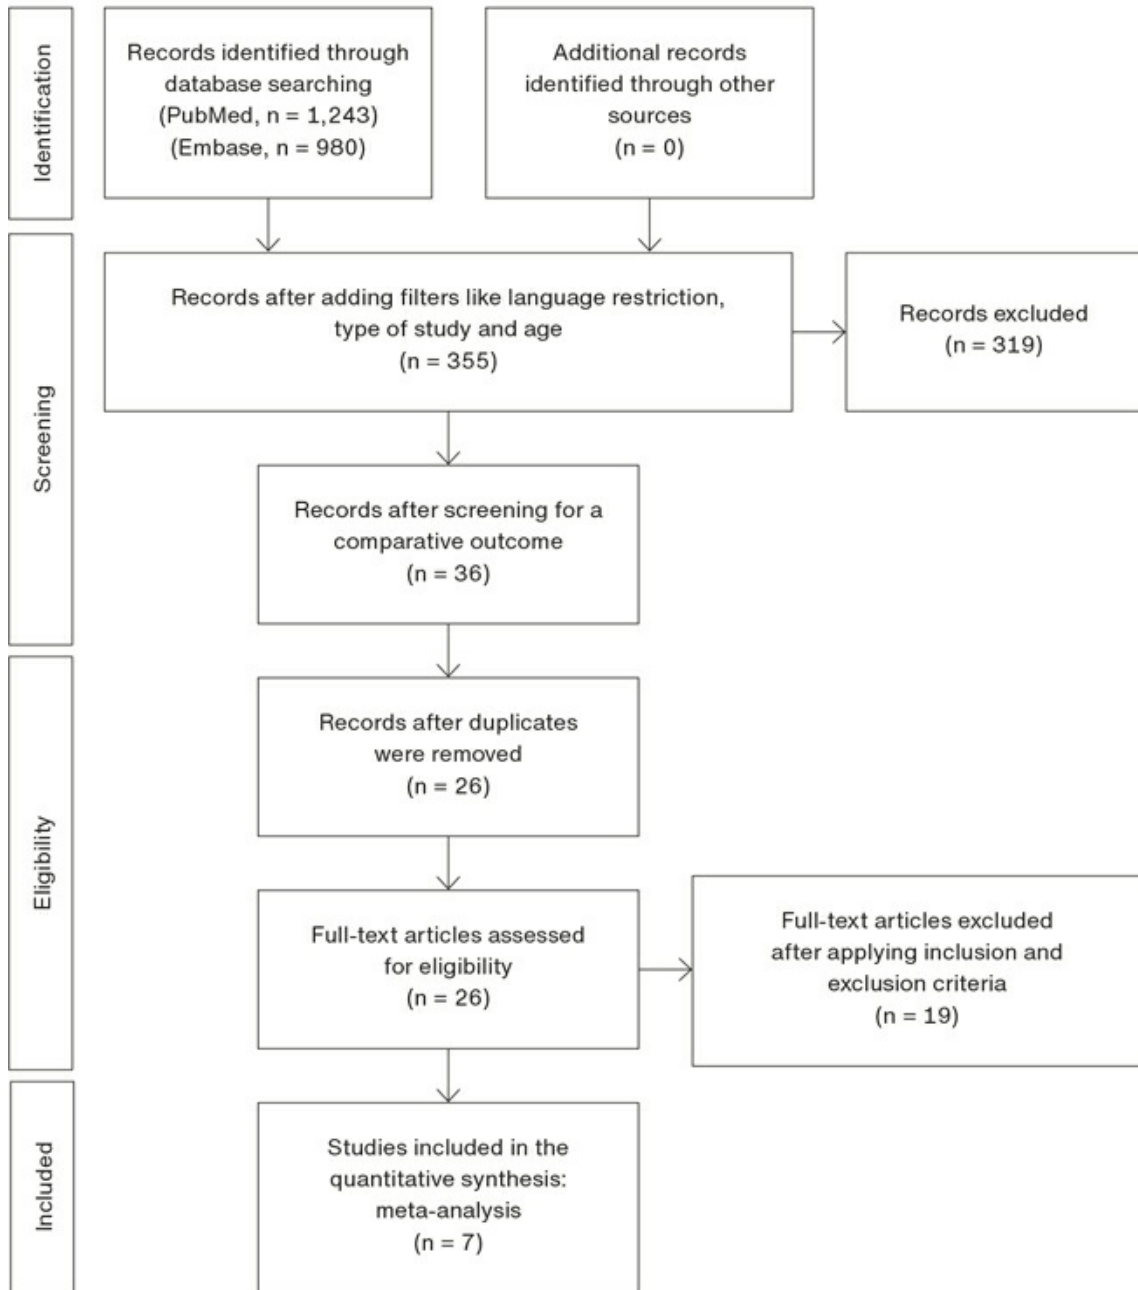 Identification
Records identified through
database searching
(PubMed, n = 1,243)
(Embase, n = 980)
Additional records
identified through other
sources
(n = 0)
Screening
Records after adding filters like language restriction,
type of study and age
(n = 355)
Records excluded
(n = 319)
Records after screening for a
comparative outcome
(n = 36)
Eligibility
Records after duplicates
were removed
(n = 26)
Full-text articles assessed
for eligibility
(n = 26)
Full-text articles excluded
after applying inclusion and
exclusion criteria
(n = 19)
Included
Studies included in the
quantitative synthesis:
meta-analysis
(n = 7)